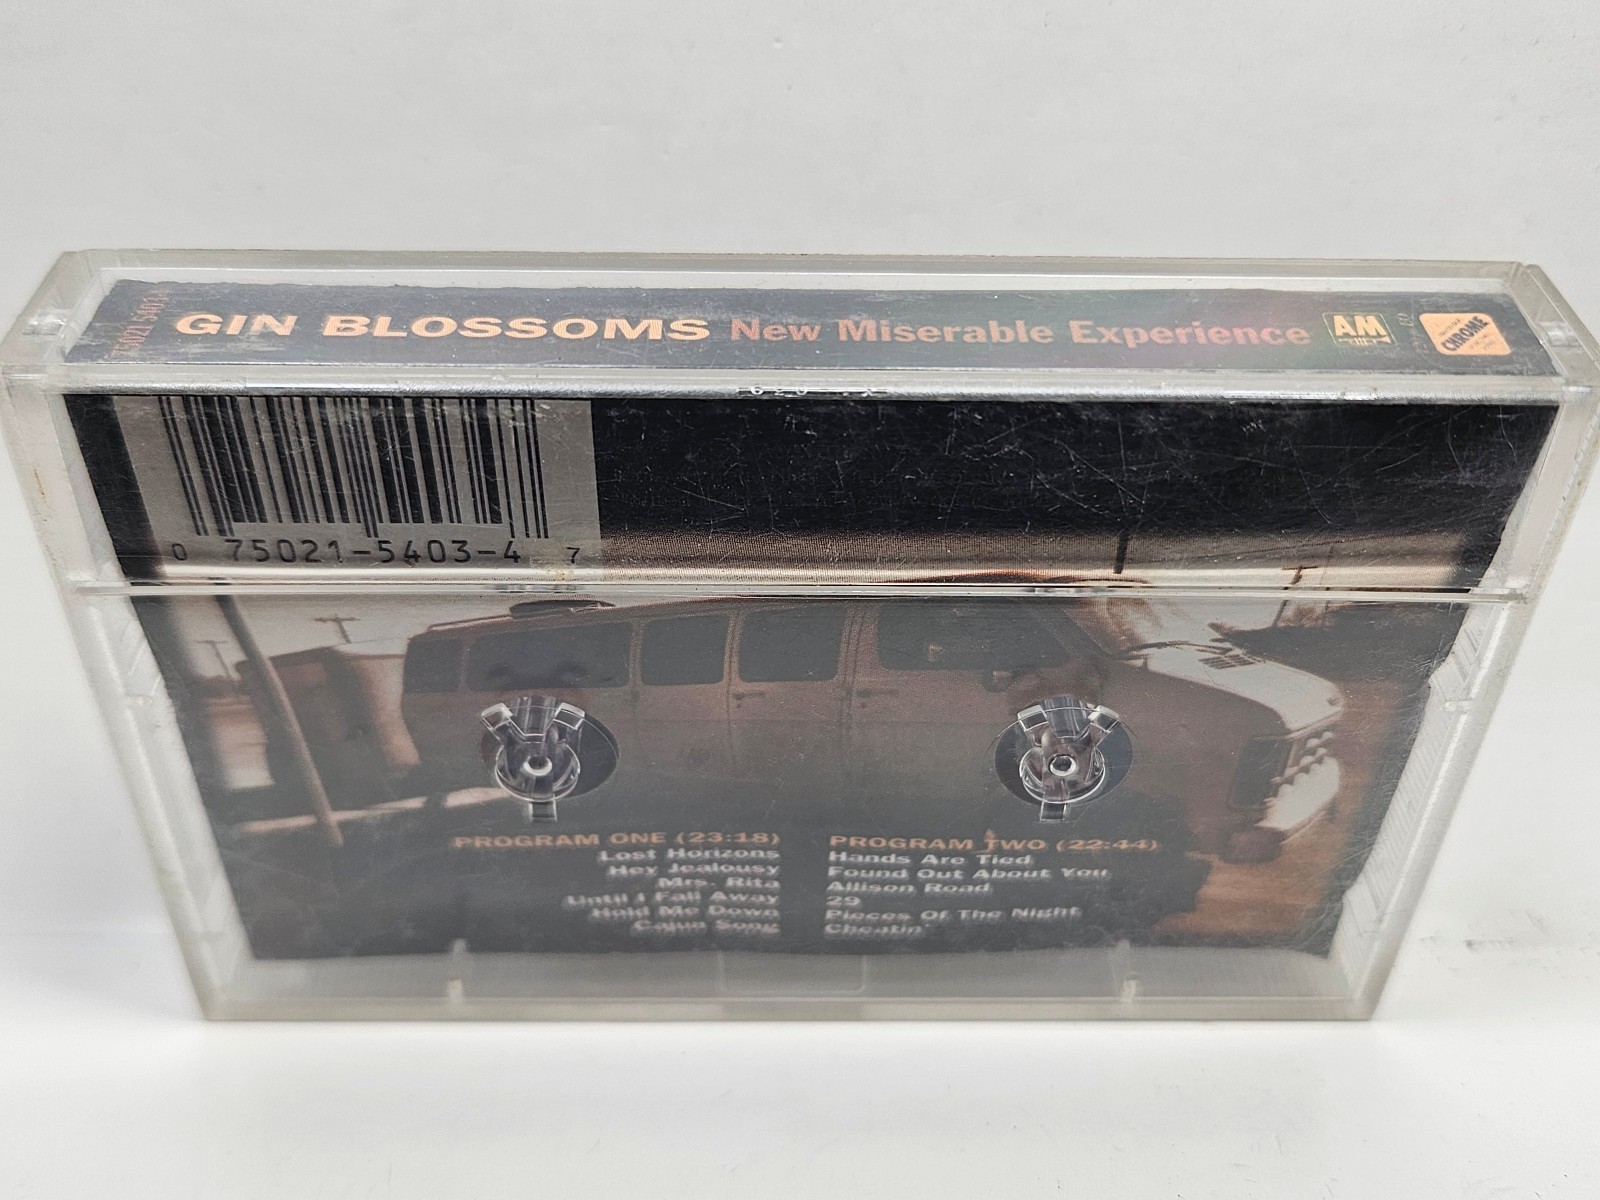 GIN BLOSSOMS New Miserable Experience
A&M
CHROME
0 75021-5403-4 7
PROGRAM ONE (23:18)
Lost Horizons
Hey Jealousy
Mrs. Rita
Until I Fall Away
Hold Me Down
Cajun Song
PROGRAM TWO (22:44)
Hands Are Tied
Found Out About You
Allison Road
29
Pieces Of The Night
Cheatin'